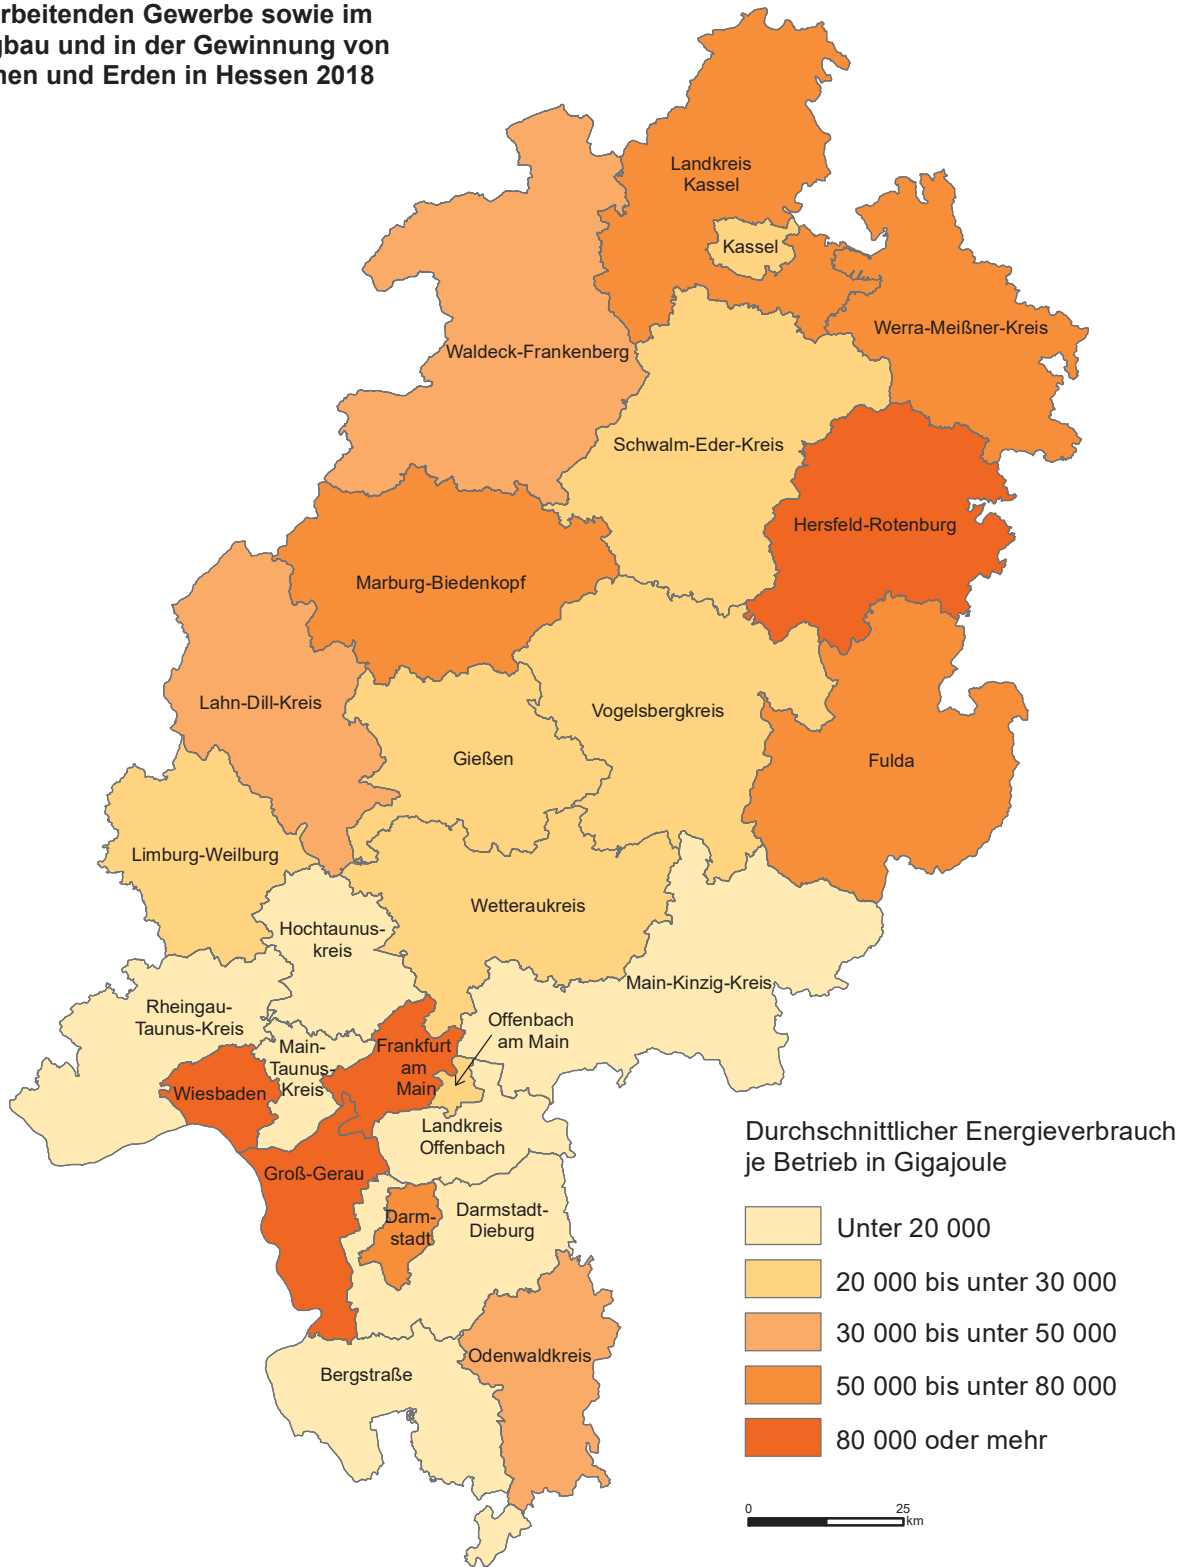 rbeitenden Gewerbe sowie im
gbau und in der Gewinnung von
nen und Erden in Hessen 2018
Landkreis
Kassel
Kassel
Werra-Meißner-Kreis
Waldeck-Frankenberg
Schwalm-Eder-Kreis
Hersfeld-Rotenburg
Marburg-Biedenkopf
Lahn-Dill-Kreis
Vogelsbergkreis
Gießen
Fulda
Limburg-Weilburg
Wetteraukreis
Hochtaunus-
kreis
Main-Kinzig-Kreis
Rheingau-
Taunus-Kreis
Offenbach
am Main
Main-
Taunus-
Kreis
Frankfurt
am
Main
Wiesbaden
Landkreis
Offenbach
Groß-Gerau
Darm-
stadt
Darmstadt-
Dieburg
Odenwaldkreis
Bergstraße
Durchschnittlicher Energieverbrauch
je Betrieb in Gigajoule
Unter 20 000
20 000 bis unter 30 000
30 000 bis unter 50 000
50 000 bis unter 80 000
80 000 oder mehr
0 25
km